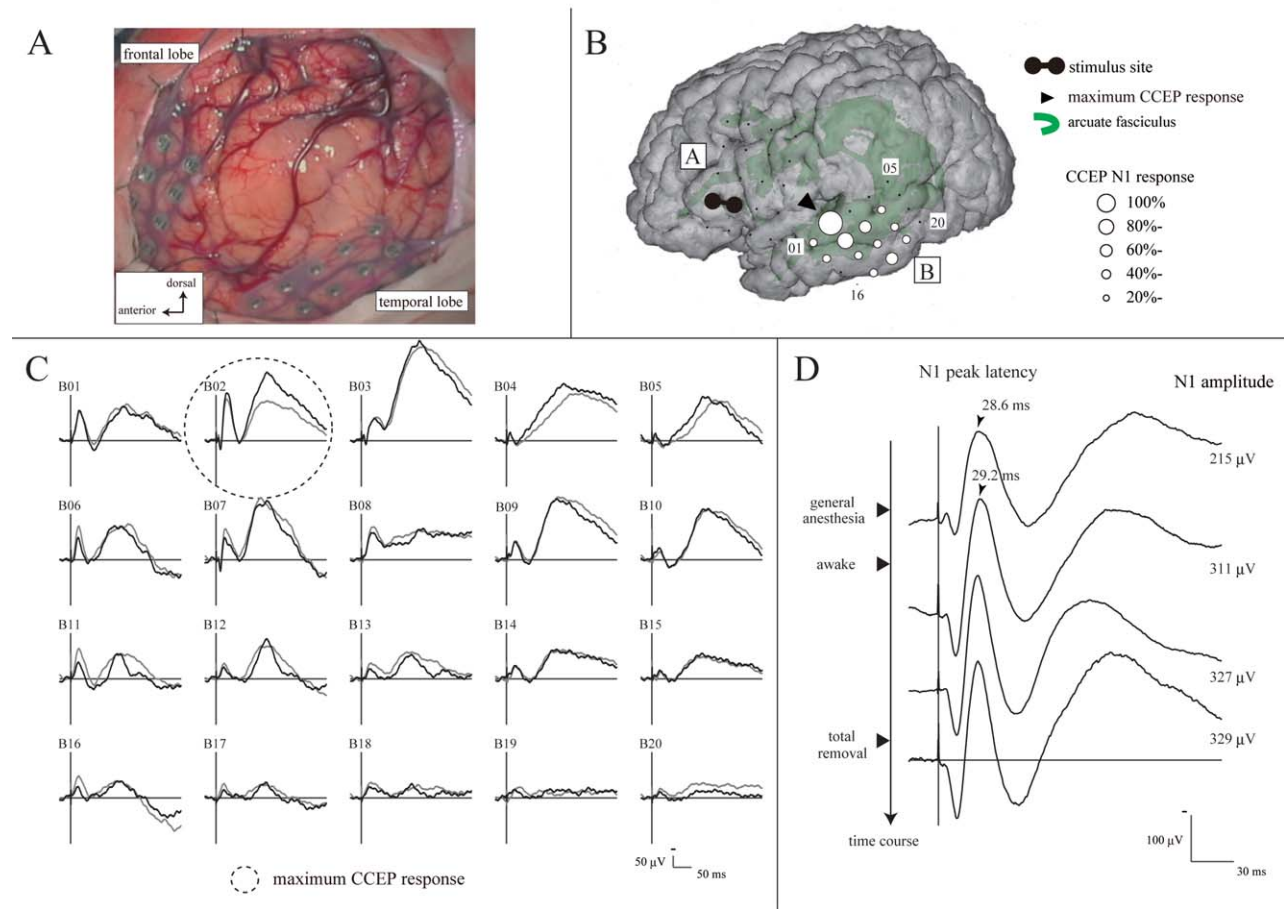 A
frontal lobe
dorsal
anterior
temporal lobe
B
A
05
20
01
B
16
stimulus site
maximum CCEP response
arcuate fasciculus
CCEP N1 response
100%
80%-
60%-
40%-
20%-
C
B01
B02
B03
B04
B05
B06
B07
B08
B09
B10
B11
B12
B13
B14
B15
B16
B17
B18
B19
B20
50 µV
50 ms
maximum CCEP response
D
N1 peak latency
N1 amplitude
28.6 ms
215 µV
29.2 ms
general
anesthesia
311 µV
awake
327 µV
total
removal
329 µV
time course
100 µV
30 ms